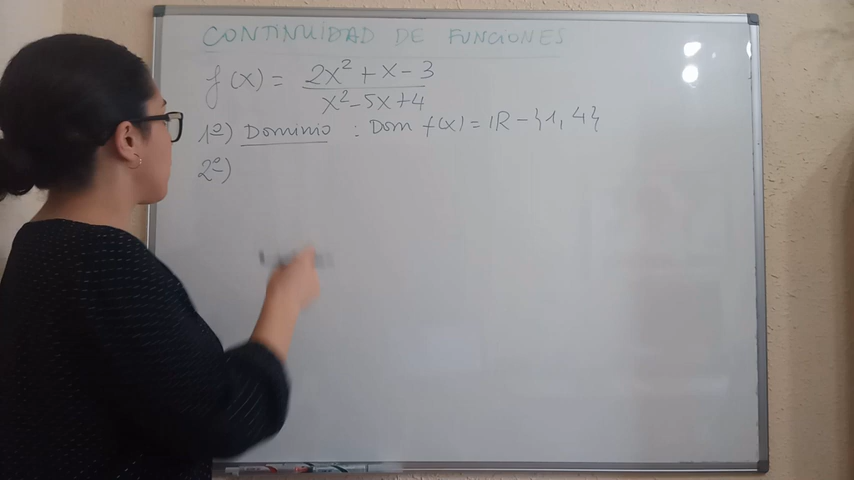 CONTINUIDAD DE FUNCIONES
f(x) = (2x² + x - 3) / (x² - 5x + 4)
1º) Dominio : Dom f(x) = ℝ - {1, 4}
2º)